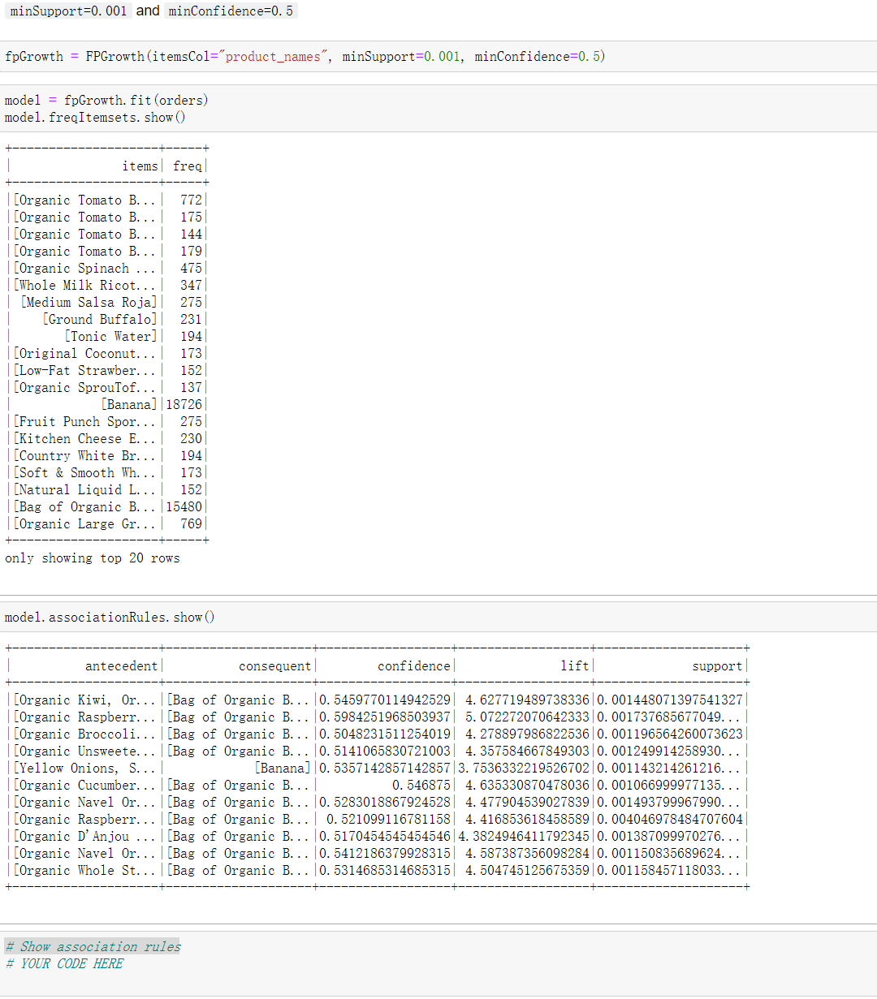 minSupport=0.001 and minConfidence=0.5
fpGrowth = FPGrowth(itemsCol="product_names", minSupport=0.001, minConfidence=0.5)
model = fpGrowth.fit(orders)
model.freqItemsets.show()
+--------------------+-----+
|               items| freq|
+--------------------+-----+
|[Organic Tomato B...|  772|
|[Organic Tomato B...|  175|
|[Organic Tomato B...|  144|
|[Organic Tomato B...|  179|
|[Organic Spinach ...|  475|
|[Whole Milk Ricot...|  347|
| [Medium Salsa Roja]|  275|
|    [Ground Buffalo]|  231|
|       [Tonic Water]|  194|
|[Original Coconut...|  173|
|[Low-Fat Strawber...|  152|
|[Organic SprouTof...|  137|
|            [Banana]|18726|
|[Fruit Punch Spor...|  275|
|[Kitchen Cheese E...|  230|
|[Country White Br...|  194|
|[Soft & Smooth Wh...|  173|
|[Natural Liquid L...|  152|
|[Bag of Organic B...|15480|
|[Organic Large Gr...|  769|
+--------------------+-----+
only showing top 20 rows
model.associationRules.show()
+--------------------+--------------------+------------------+------------------+--------------------+
|          antecedent|          consequent|        confidence|              lift|             support|
+--------------------+--------------------+------------------+------------------+--------------------+
|[Organic Kiwi, Or...|[Bag of Organic B...|0.5459770114942529| 4.627719489738336|0.001448071397541327|
|[Organic Raspberr...|[Bag of Organic B...|0.5984251968503937| 5.072272070642333|0.001737685677049...|
|[Organic Broccoli...|[Bag of Organic B...|0.5048231511254019| 4.278897986822536|0.001196564260073623|
|[Organic Unsweete...|[Bag of Organic B...|0.5141065830721003| 4.357584667849303|0.001249914258930...|
|[Yellow Onions, S...|            [Banana]|0.5357142857142857|3.7536332219526702|0.001143214261216...|
|[Organic Cucumber...|[Bag of Organic B...|          0.546875| 4.635330870478036|0.001066999977135...|
|[Organic Navel Or...|[Bag of Organic B...|0.5283018867924528| 4.477904539027839|0.001493799967990...|
|[Organic Raspberr...|[Bag of Organic B...| 0.521099116781158| 4.416853618458589|0.004046978484707604|
|[Organic D'Anjou ...|[Bag of Organic B...|0.5170454545454546|4.3824946411792345|0.001387099970276...|
|[Organic Navel Or...|[Bag of Organic B...|0.5412186379928315| 4.587387356098284|0.001150835689624...|
|[Organic Whole St...|[Bag of Organic B...|0.5314685314685315| 4.504745125675359|0.001158457118033...|
+--------------------+--------------------+------------------+------------------+--------------------+
# Show association rules
# YOUR CODE HERE